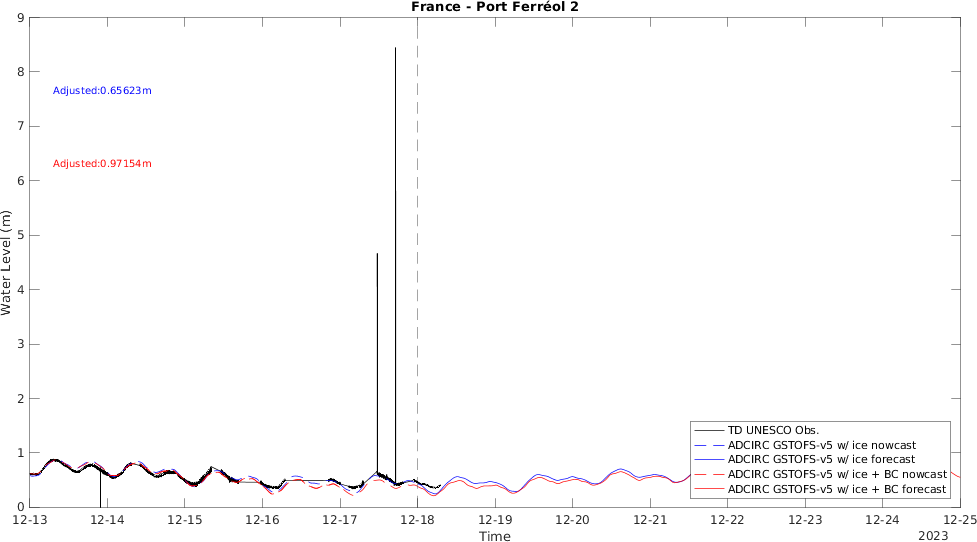 France - Port Ferréol 2
9
8
7
6
5
4
3
2
1
0
Water Level (m)
Adjusted:0.65623m
Adjusted:0.97154m
TD UNESCO Obs.
ADCIRC GSTOFS-v5 w/ ice nowcast
ADCIRC GSTOFS-v5 w/ ice forecast
ADCIRC GSTOFS-v5 w/ ice + BC nowcast
ADCIRC GSTOFS-v5 w/ ice + BC forecast
12-13 12-14 12-15 12-16 12-17 12-18 12-19 12-20 12-21 12-22 12-23 12-24 12-25
Time
2023